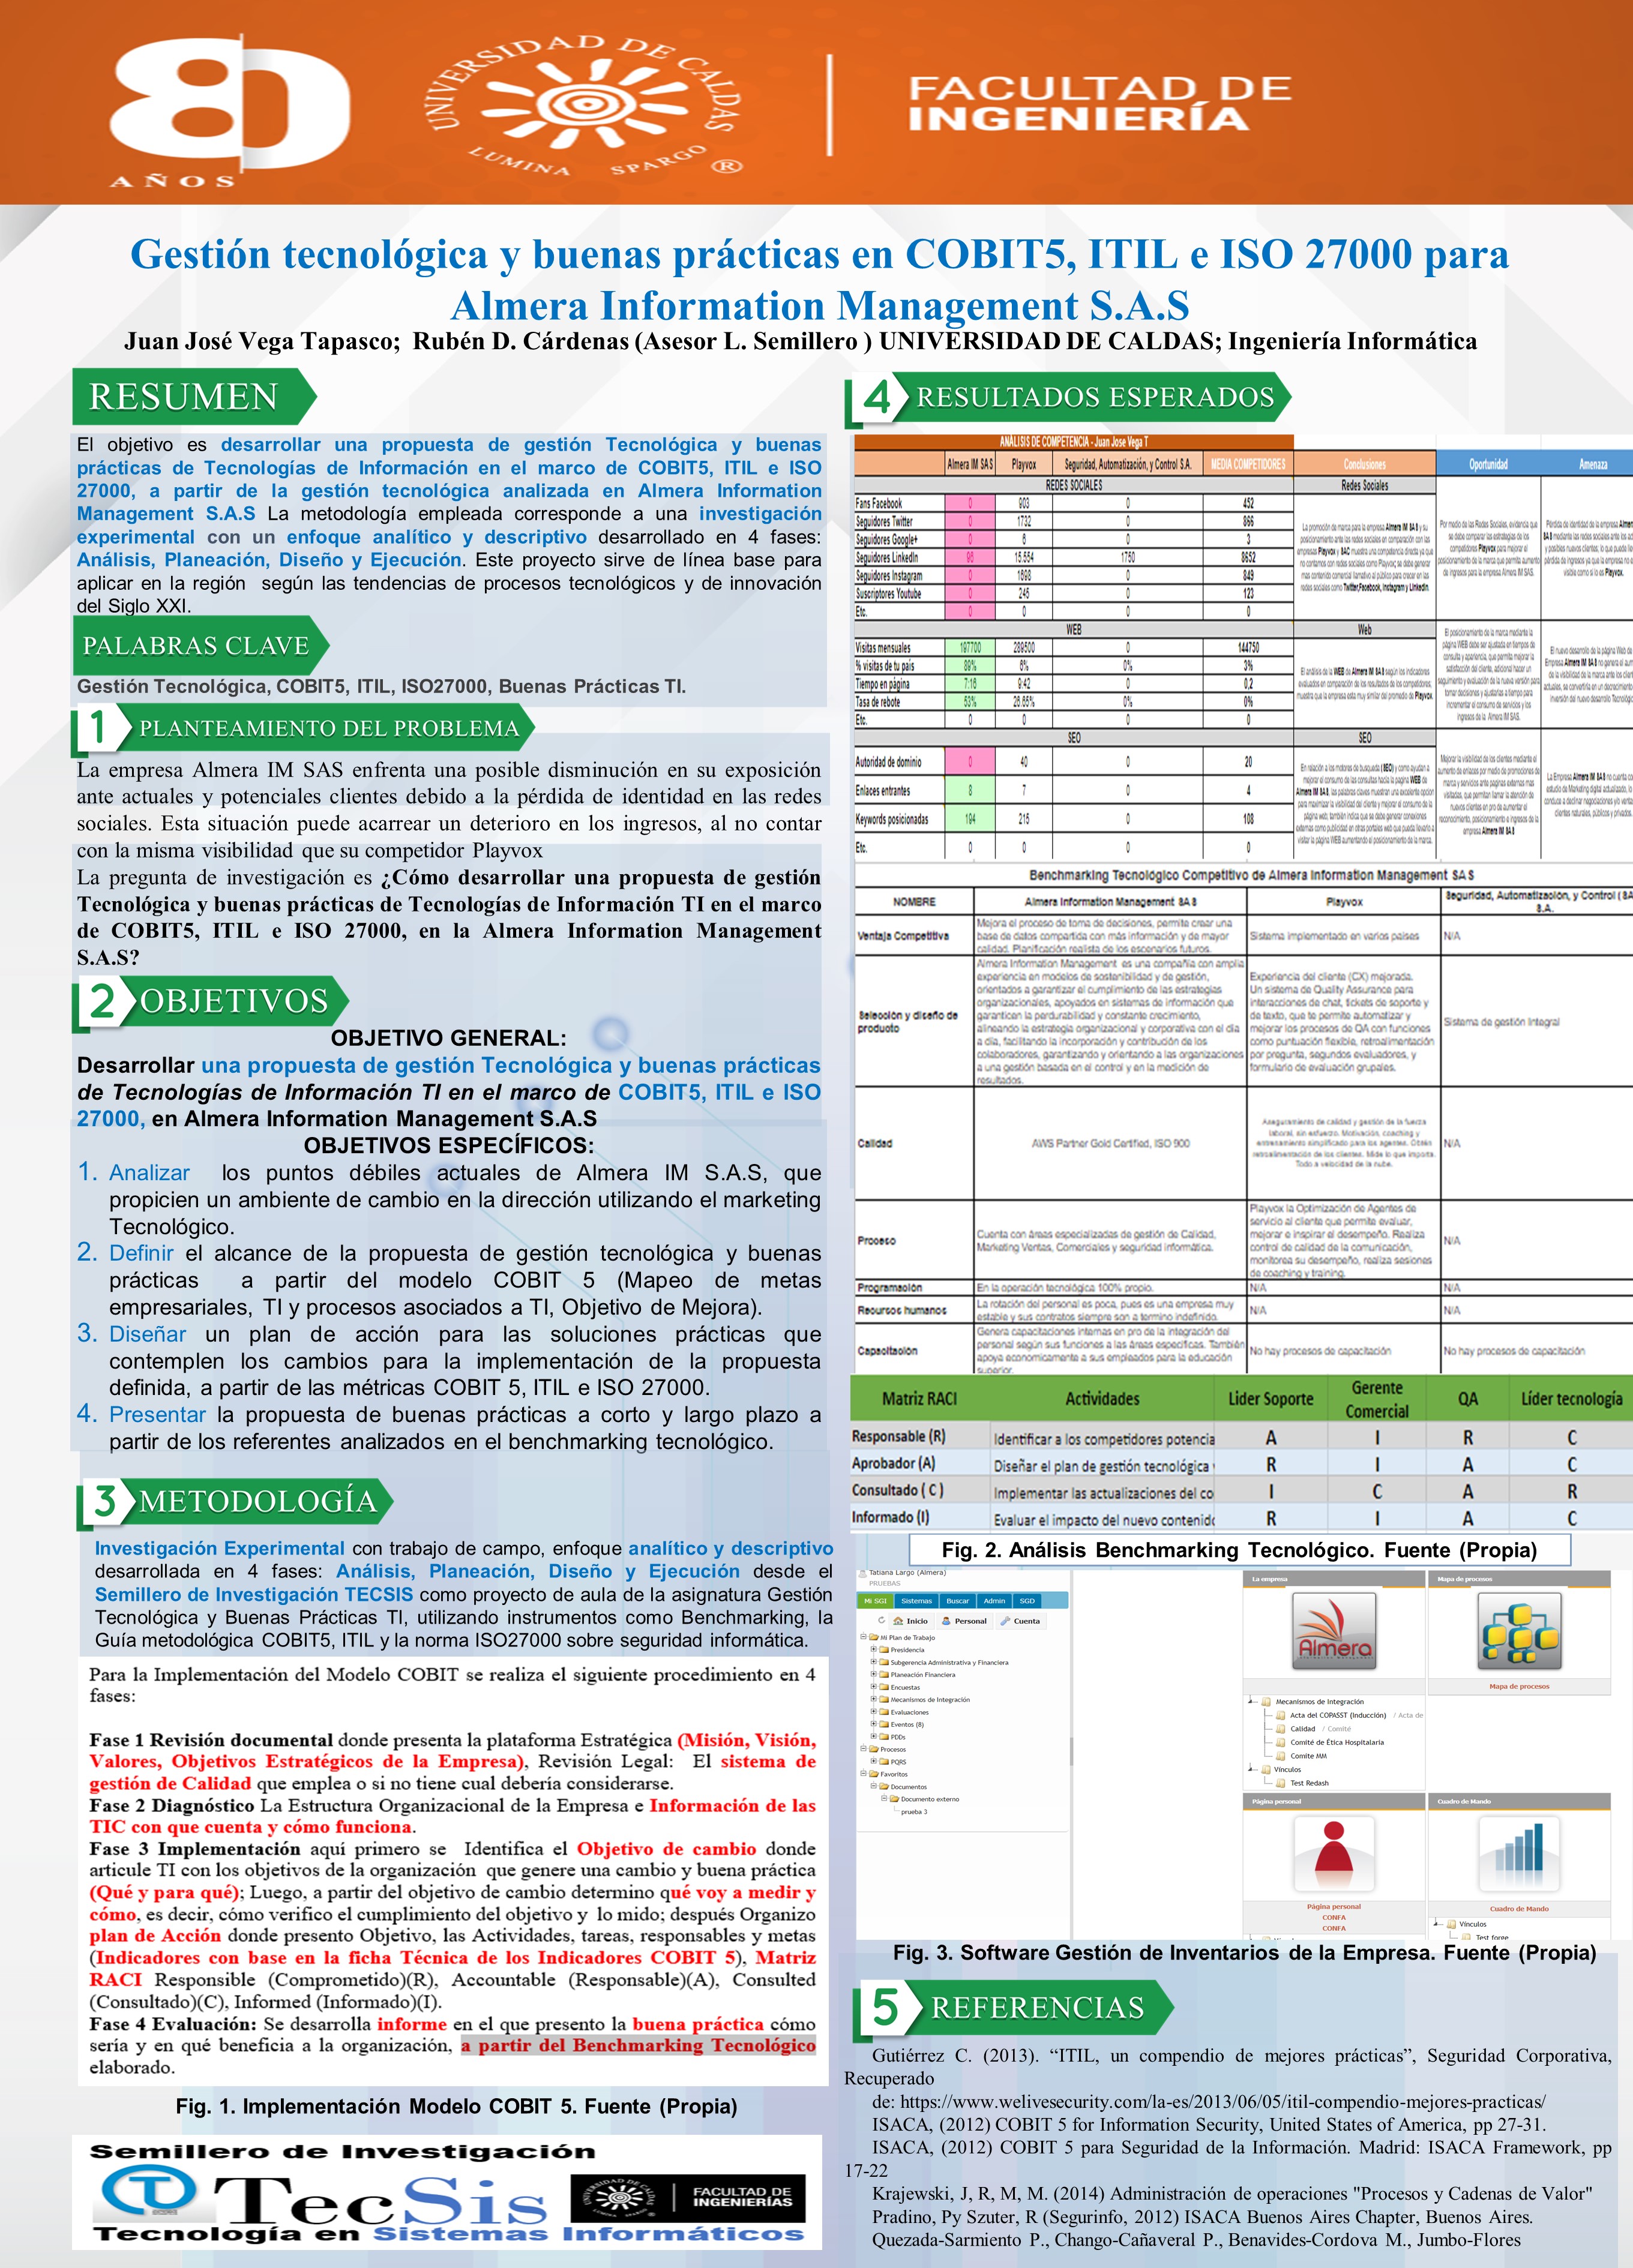 80
AÑOS
UNIVERSIDAD DE CALDAS
LUMINA SPARGO
®
FACULTAD DE
INGENIERÍA
Gestión tecnológica y buenas prácticas en COBIT5, ITIL e ISO 27000 para
Almera Information Management S.A.S
Juan José Vega Tapasco; Rubén D. Cárdenas (Asesor L. Semillero ) UNIVERSIDAD DE CALDAS; Ingeniería Informática
RESUMEN
El objetivo es desarrollar una propuesta de gestión Tecnológica y buenas
prácticas de Tecnologías de Información en el marco de COBIT5, ITIL e ISO
27000, a partir de la gestión tecnológica analizada en Almera Information
Management S.A.S La metodología empleada corresponde a una investigación
experimental con un enfoque analítico y descriptivo desarrollado en 4 fases:
Análisis, Planeación, Diseño y Ejecución. Este proyecto sirve de línea base para
aplicar en la región según las tendencias de procesos tecnológicos y de innovación
del Siglo XXI.
PALABRAS CLAVE
Gestión Tecnológica, COBIT5, ITIL, ISO27000, Buenas Prácticas TI.
1 PLANTEAMIENTO DEL PROBLEMA
La empresa Almera IM SAS enfrenta una posible disminución en su exposición
ante actuales y potenciales clientes debido a la pérdida de identidad en las redes
sociales. Esta situación puede acarrear un deterioro en los ingresos, al no contar
con la misma visibilidad que su competidor Playvox
La pregunta de investigación es ¿Cómo desarrollar una propuesta de gestión
Tecnológica y buenas prácticas de Tecnologías de Información TI en el marco
de COBIT5, ITIL e ISO 27000, en la Almera Information Management
S.A.S?
2 OBJETIVOS
OBJETIVO GENERAL:
Desarrollar una propuesta de gestión Tecnológica y buenas prácticas
de Tecnologías de Información TI en el marco de COBIT5, ITIL e ISO
27000, en Almera Information Management S.A.S
OBJETIVOS ESPECÍFICOS:
1. Analizar los puntos débiles actuales de Almera IM S.A.S, que
propicien un ambiente de cambio en la dirección utilizando el marketing
Tecnológico.
2. Definir el alcance de la propuesta de gestión tecnológica y buenas
prácticas a partir del modelo COBIT 5 (Mapeo de metas
empresariales, TI y procesos asociados a TI, Objetivo de Mejora).
3. Diseñar un plan de acción para las soluciones prácticas que
contemplen los cambios para la implementación de la propuesta
definida, a partir de las métricas COBIT 5, ITIL e ISO 27000.
4. Presentar la propuesta de buenas prácticas a corto y largo plazo a
partir de los referentes analizados en el benchmarking tecnológico.
3 METODOLOGÍA
Investigación Experimental con trabajo de campo, enfoque analítico y descriptivo
desarrollada en 4 fases: Análisis, Planeación, Diseño y Ejecución desde el
Semillero de Investigación TECSIS como proyecto de aula de la asignatura Gestión
Tecnológica y Buenas Prácticas TI, utilizando instrumentos como Benchmarking, la
Guía metodológica COBIT5, ITIL y la norma ISO27000 sobre seguridad informática.
Para la Implementación del Modelo COBIT se realiza el siguiente procedimiento en 4
fases:
Fase 1 Revisión documental donde presenta la plataforma Estratégica (Misión, Visión,
Valores, Objetivos Estratégicos de la Empresa), Revisión Legal: El sistema de
gestión de Calidad que emplea o si no tiene cual debería considerarse.
Fase 2 Diagnóstico La Estructura Organizacional de la Empresa e Información de las
TIC con que cuenta y cómo funciona.
Fase 3 Implementación aquí primero se Identifica el Objetivo de cambio donde
articule TI con los objetivos de la organización que genere una cambio y buena práctica
(Qué y para qué); Luego, a partir del objetivo de cambio determino qué voy a medir y
cómo, es decir, cómo verifico el cumplimiento del objetivo y lo mido; después Organizo
plan de Acción donde presento Objetivo, las Actividades, tareas, responsables y metas
(Indicadores con base en la ficha Técnica de los Indicadores COBIT 5), Matriz
RACI Responsible (Comprometido)(R), Accountable (Responsable)(A), Consulted
(Consultado)(C), Informed (Informado)(I).
Fase 4 Evaluación: Se desarrolla informe en el que presento la buena práctica cómo
sería y en qué beneficia a la organización, a partir del Benchmarking Tecnológico
elaborado.
Fig. 1. Implementación Modelo COBIT 5. Fuente (Propia)
Semillero de Investigación
TecSis
FACULTAD DE
INGENIERÍAS
Tecnología en Sistemas Informáticos
4 RESULTADOS ESPERADOS
ANÁLISIS DE COMPETENCIA - Juan Jose Vega T
Almera IM SAS Playvox Seguridad, Automatización, y Control S.A. MEDIA COMPETIDORES Conclusiones Oportunidad Amenaza
REDES SOCIALES Redes Sociales
Fans Facebook 0 903 0 452
Seguidores Twitter 0 1732 0 866
Seguidores Google+ 0 6 0 3
Seguidores LinkedIn 96 15.554 1750 8652
Seguidores Instagram 0 1698 0 849
Suscriptores Youtube 0 245 0 123
Etc. 0 0 0 0
WEB Web
Visitas mensuales 197700 289500 0 144750
% visitas de tu país 86% 6% 0% 3%
Tiempo en página 7:16 9:42 0 0,2
Tasa de rebote 53% 26.65% 0% 0%
Etc. 0 0 0 0
SEO SEO
Autoridad de dominio 0 40 0 20
Enlaces entrantes 8 7 0 4
Keywords posicionadas 194 215 0 108
Etc. 0 0 0 0
Benchmarking Tecnológico Competitivo de Almera Information Management SAS
NOMBRE Almera Information Management SAS Playvox Seguridad, Automatización, y Control (SA
S.A.
Ventaja Competitiva
Mejora el proceso de toma de decisiones, permite crear una
base de datos compartida con más información y de mayor
calidad. Planificación realista de los escenarios futuros.
Sistema implementado en varios países
N/A
Selección y diseño de
producto
Almera Information Management es una compañía con amplia
experiencia en modelos de sostenibilidad y de gestión,
orientados a garantizar el cumplimiento de las estrategias
organizacionales, apoyados en sistemas de información que
garanticen la perdurabilidad y constante crecimiento,
alineando la estrategia organizacional y corporativa con el día
a día, facilitando la incorporación y contribución de los
colaboradores, garantizando y orientando a las organizaciones
a una gestión basada en el control y en la medición de
resultados.
Experiencia del cliente (CX) mejorada.
Un sistema de Quality Assurance para
interacciones de chat, tickets de soporte y
de texto, que te permite automatizar y
mejorar los procesos de QA con funciones
como puntuación flexible, retroalimentación
por pregunta, segundos evaluadores, y
formulario de evaluación grupales.
Sistema de gestión Integral
Calidad
AWS Partner Gold Certified, ISO 900
Aseguramiento de calidad y gestión de la fuerza
laboral, sin esfuerzo. Motivación, coaching y
entrenamiento simplificado para los agentes. Obtén
retroalimentación de los clientes. Mide lo que importa.
Todo a velocidad de la nube.
N/A
Proceso
Cuenta con áreas especializadas de gestión de Calidad,
Marketing Ventas, Comerciales y seguridad informática.
Playvox la Optimización de Agentes de
servicio al cliente que permite evaluar,
mejorar e inspirar el desempeño. Realiza
control de calidad de la comunicación,
monitorea su desempeño, realiza sesiones
de coaching y training.
N/A
Programación En la operación tecnológica 100% propio. N/A N/A
Recursos humanos
La rotación del personal es poca, pues es una empresa muy
estable y sus contratos siempre son a termino indefinido.
N/A N/A
Capacitación
Genera capacitaciones internas en pro de la integración del
personal según sus funciones a las áreas especificas. También
apoya economicamente a sus empleados para la educación
superior.
No hay procesos de capacitación
No hay procesos de capacitación
Matriz RACI Actividades Lider Soporte Gerente Comercial QA Líder tecnología
Responsable (R) Identificar a los competidores potencia A I R C
Aprobador (A) Diseñar el plan de gestión tecnológica R I A C
Consultado ( C ) Implementar las actualizaciones del co I C A R
Informado (I) Evaluar el impacto del nuevo contenido R I A C
Fig. 2. Análisis Benchmarking Tecnológico. Fuente (Propia)
Tatiana Largo (Almera)
PRUEBAS
Mi SGI Sistemas Buscar Admin SGD
Inicio Personal Cuenta
Mi Plan de Trabajo
Presidencia
Subgerencia Administrativa y Financiera
Planeación Financiera
Encuestas
Mecanismos de Integración
Evaluaciones
Eventos (8)
PDDs
Procesos
PQRS
Favoritos
Documentos
Documento externo
prueba 3
La empresa
Almera
Mapa de procesos
Mapa de procesos
Mecanismos de Integración
Acta del COPASST (Inducción) / Acta de
Calidad / Comité
Comité de Ética Hospitalaria
Comite MM
Vínculos
Test Redash
Página personal
Cuadro de Mando
Página personal
CONFA
CONFA
Cuadro de Mando
Vínculos
Test forge
Fig. 3. Software Gestión de Inventarios de la Empresa. Fuente (Propia)
5 REFERENCIAS
Gutiérrez C. (2013). “ITIL, un compendio de mejores prácticas”, Seguridad Corporativa,
Recuperado
de: https://www.welivesecurity.com/la-es/2013/06/05/itil-compendio-mejores-practicas/
ISACA, (2012) COBIT 5 for Information Security, United States of America, pp 27-31.
ISACA, (2012) COBIT 5 para Seguridad de la Información. Madrid: ISACA Framework, pp
17-22
Krajewski, J, R, M, M. (2014) Administración de operaciones "Procesos y Cadenas de Valor"
Pradino, Py Szuter, R (Segurinfo, 2012) ISACA Buenos Aires Chapter, Buenos Aires.
Quezada-Sarmiento P., Chango-Cañaveral P., Benavides-Cordova M., Jumbo-Flores